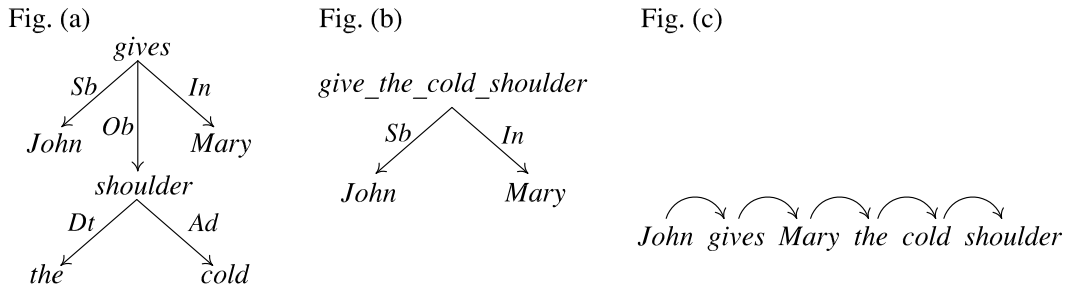 Fig. (a)
gives
Sb
In
Ob
John
Mary
shoulder
Dt
Ad
the
cold
Fig. (b)
give_the_cold_shoulder
Sb
In
John
Mary
Fig. (c)
John gives Mary the cold shoulder